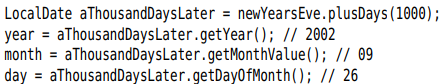 LocalDate aThousandDaysLater = newYearsEve.plusDays(1000);
year = aThousandDaysLater.getYear(); // 2002
month = aThousandDaysLater.getMonthValue(); // 09
day = aThousandDaysLater.getDayOfMonth(); // 26